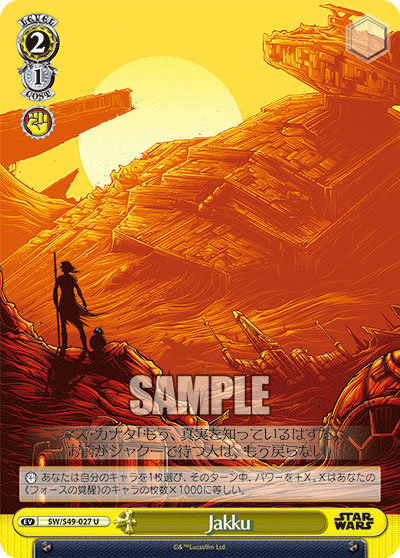 LEVEL
2
1
COST
SAMPLE
マズ・カナタ「もう、真実を知っているはずだ。
お前がジャクーで待つ人は、もう戻らない」
あなたは自分のキャラを1枚選び、そのターン中、パワーを+X。Xはあなたの
《フォースの覚醒》のキャラの枚数×1000に等しい。
EV SW/S49-027 U
Jakku
STAR
WARS
©&™Lucasfilm Ltd.